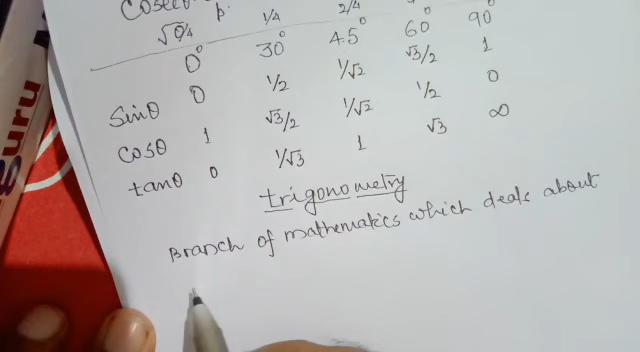 Cosec
√0/4 1/4 2/4
0° 30° 45° 60° 90°
sinθ 0 1/2 1/√2 √3/2 1
cosθ 1 √3/2 1/√2 1/2 0
tanθ 0 1/√3 1 √3 ∞
trigonometry
Branch of mathematics which deals about
uru